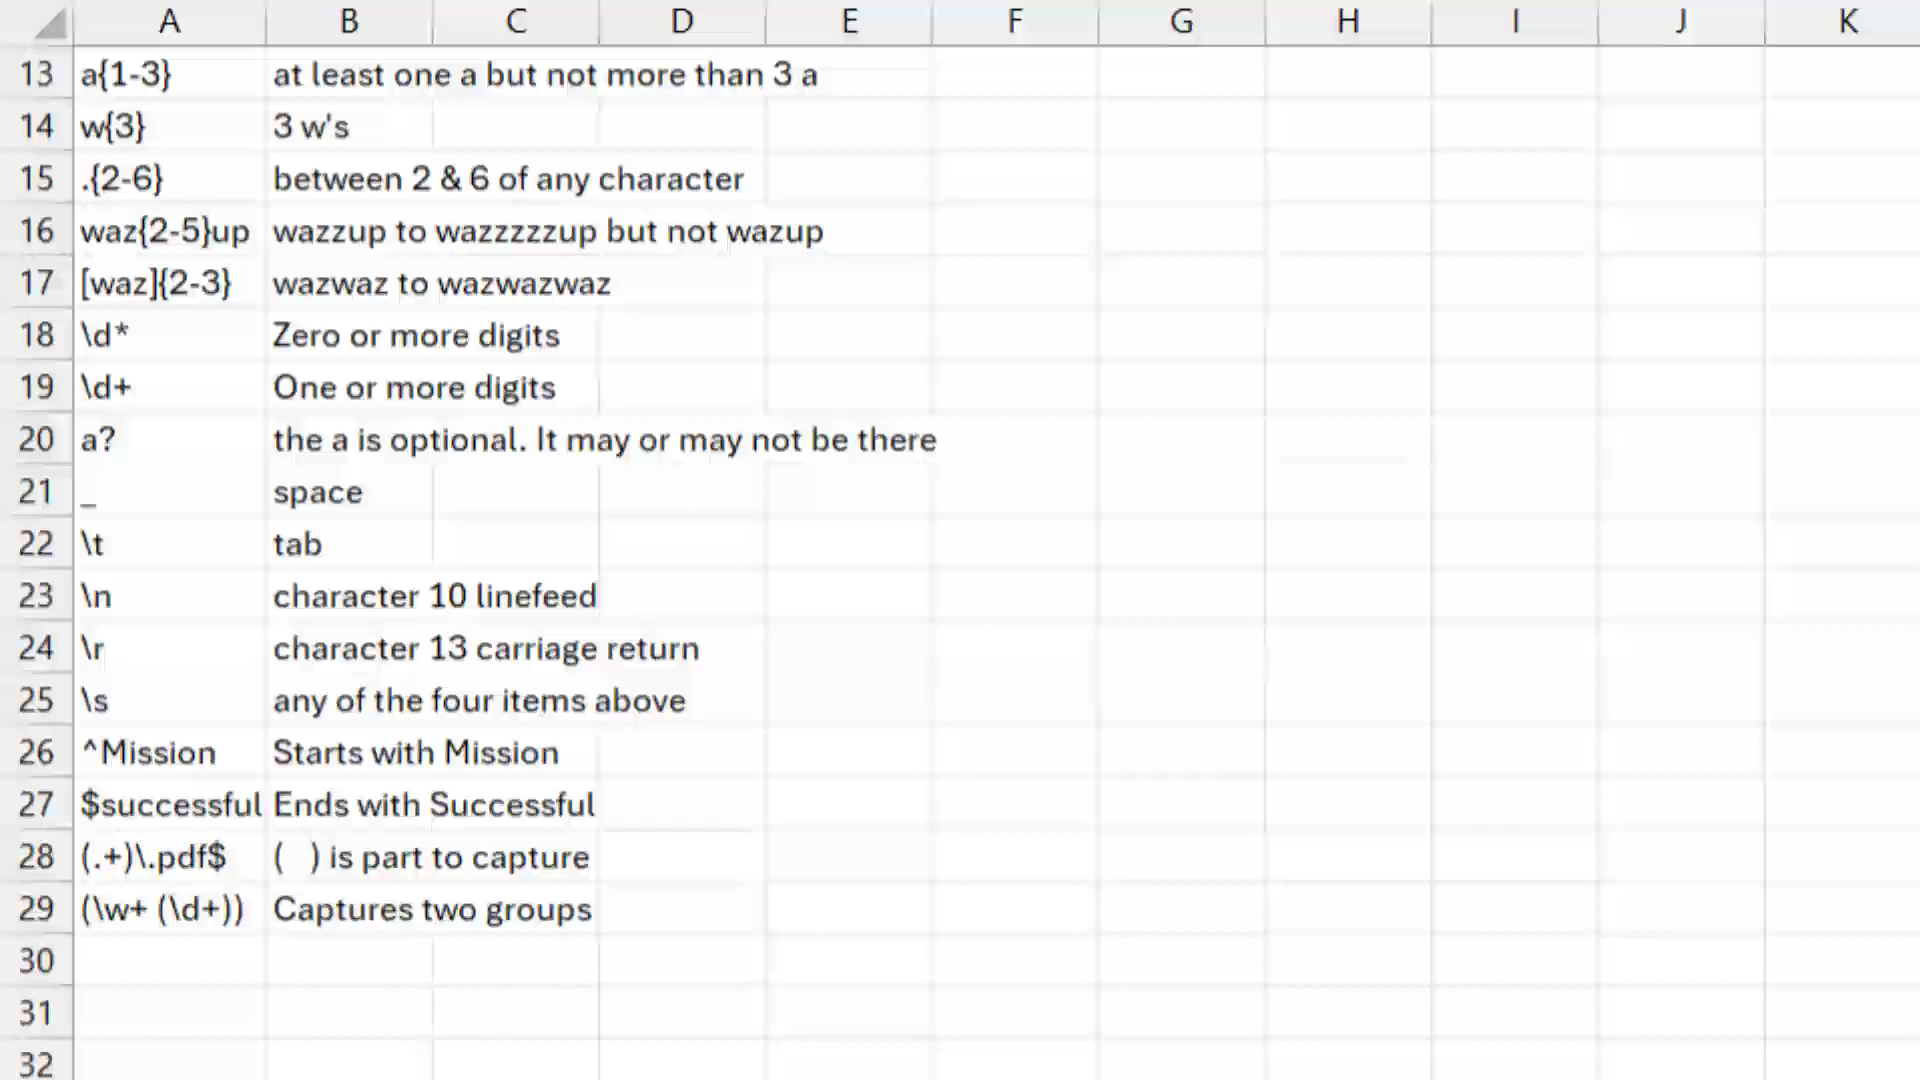 A B C D E F G H I J K
13 a{1-3} at least one a but not more than 3 a
14 w{3} 3 w's
15 .{2-6} between 2 & 6 of any character
16 waz{2-5}up wazzup to wazzzzzup but not wazup
17 [waz]{2-3} wazwaz to wazwazwaz
18 \d* Zero or more digits
19 \d+ One or more digits
20 a? the a is optional. It may or may not be there
21 _ space
22 \t tab
23 \n character 10 linefeed
24 \r character 13 carriage return
25 \s any of the four items above
26 ^Mission Starts with Mission
27 $successful Ends with Successful
28 (.+)\.pdf$ ( ) is part to capture
29 (\w+ (\d+)) Captures two groups
30
31
32